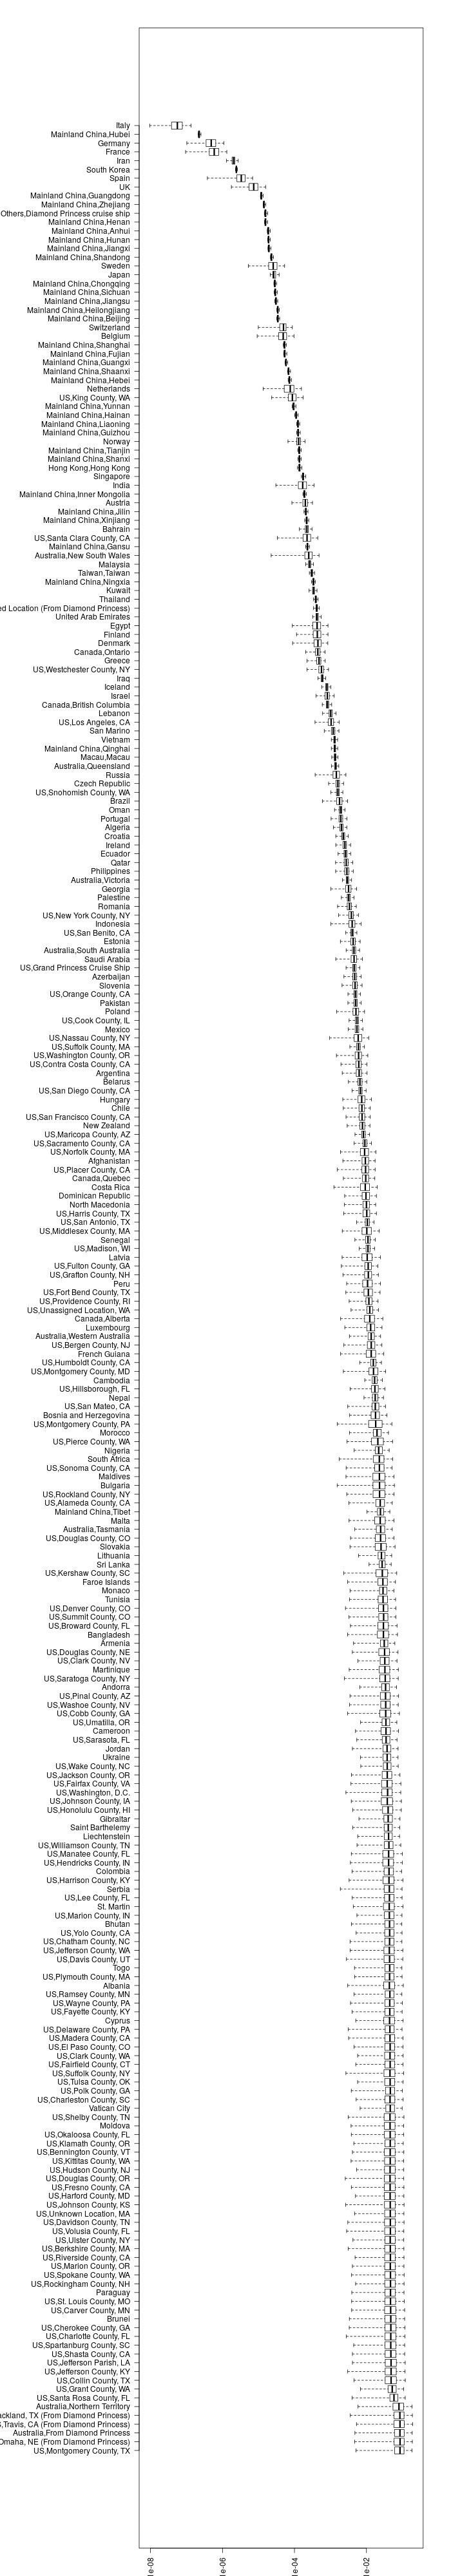 Italy
Mainland China,Hubei
Germany
France
Iran
South Korea
Spain
UK
Mainland China,Guangdong
Mainland China,Zhejiang
Others,Diamond Princess cruise ship
Mainland China,Henan
Mainland China,Anhui
Mainland China,Hunan
Mainland China,Jiangxi
Mainland China,Shandong
Sweden
Japan
Mainland China,Chongqing
Mainland China,Sichuan
Mainland China,Jiangsu
Mainland China,Heilongjiang
Mainland China,Beijing
Switzerland
Belgium
Mainland China,Shanghai
Mainland China,Fujian
Mainland China,Guangxi
Mainland China,Shaanxi
Mainland China,Hebei
Netherlands
US,King County, WA
Mainland China,Yunnan
Mainland China,Hainan
Mainland China,Liaoning
Mainland China,Guizhou
Norway
Mainland China,Tianjin
Mainland China,Shanxi
Hong Kong,Hong Kong
Singapore
India
Mainland China,Inner Mongolia
Austria
Mainland China,Jilin
Mainland China,Xinjiang
Bahrain
US,Santa Clara County, CA
Mainland China,Gansu
Australia,New South Wales
Malaysia
Taiwan,Taiwan
Mainland China,Ningxia
Kuwait
Thailand
ed Location (From Diamond Princess)
United Arab Emirates
Egypt
Finland
Denmark
Canada,Ontario
Greece
US,Westchester County, NY
Iraq
Iceland
Israel
Canada,British Columbia
Lebanon
US,Los Angeles, CA
San Marino
Vietnam
Mainland China,Qinghai
Macau,Macau
Australia,Queensland
Russia
Czech Republic
US,Snohomish County, WA
Brazil
Oman
Portugal
Algeria
Croatia
Ireland
Ecuador
Qatar
Philippines
Australia,Victoria
Georgia
Palestine
Romania
US,New York County, NY
Indonesia
US,San Benito, CA
Estonia
Australia,South Australia
Saudi Arabia
US,Grand Princess Cruise Ship
Azerbaijan
Slovenia
US,Orange County, CA
Pakistan
Poland
US,Cook County, IL
Mexico
US,Nassau County, NY
US,Suffolk County, MA
US,Washington County, OR
US,Contra Costa County, CA
Argentina
Belarus
US,San Diego County, CA
Hungary
Chile
US,San Francisco County, CA
New Zealand
US,Maricopa County, AZ
US,Sacramento County, CA
US,Norfolk County, MA
Afghanistan
US,Placer County, CA
Canada,Quebec
Costa Rica
Dominican Republic
North Macedonia
US,Harris County, TX
US,San Antonio, TX
US,Middlesex County, MA
Senegal
US,Madison, WI
Latvia
US,Fulton County, GA
US,Grafton County, NH
Peru
US,Fort Bend County, TX
US,Providence County, RI
US,Unassigned Location, WA
Canada,Alberta
Luxembourg
Australia,Western Australia
US,Bergen County, NJ
French Guiana
US,Humboldt County, CA
US,Montgomery County, MD
Cambodia
US,Hillsborough, FL
Nepal
US,San Mateo, CA
Bosnia and Herzegovina
US,Montgomery County, PA
Morocco
US,Pierce County, WA
Nigeria
South Africa
US,Sonoma County, CA
Maldives
Bulgaria
US,Rockland County, NY
US,Alameda County, CA
Mainland China,Tibet
Malta
Australia,Tasmania
US,Douglas County, CO
Slovakia
Lithuania
Sri Lanka
US,Kershaw County, SC
Faroe Islands
Monaco
Tunisia
US,Denver County, CO
US,Summit County, CO
US,Broward County, FL
Bangladesh
Armenia
US,Douglas County, NE
US,Clark County, NV
Martinique
US,Saratoga County, NY
Andorra
US,Pinal County, AZ
US,Washoe County, NV
US,Cobb County, GA
US,Umatilla, OR
Cameroon
US,Sarasota, FL
Jordan
Ukraine
US,Wake County, NC
US,Jackson County, OR
US,Fairfax County, VA
US,Washington, D.C.
US,Johnson County, IA
US,Honolulu County, HI
Gibraltar
Saint Barthelemy
Liechtenstein
US,Williamson County, TN
US,Manatee County, FL
US,Hendricks County, IN
Colombia
US,Harrison County, KY
Serbia
US,Lee County, FL
St. Martin
US,Marion County, IN
Bhutan
US,Yolo County, CA
US,Chatham County, NC
US,Jefferson County, WA
US,Davis County, UT
Togo
US,Plymouth County, MA
Albania
US,Ramsey County, MN
US,Wayne County, PA
US,Fayette County, KY
Cyprus
US,Delaware County, PA
US,Madera County, CA
US,El Paso County, CO
US,Clark County, WA
US,Fairfield County, CT
US,Suffolk County, NY
US,Tulsa County, OK
US,Polk County, GA
US,Charleston County, SC
Vatican City
US,Shelby County, TN
Moldova
US,Okaloosa County, FL
US,Klamath County, OR
US,Bennington County, VT
US,Kittitas County, WA
US,Hudson County, NJ
US,Douglas County, OR
US,Fresno County, CA
US,Harford County, MD
US,Johnson County, KS
US,Unknown Location, MA
US,Davidson County, TN
US,Volusia County, FL
US,Ulster County, NY
US,Berkshire County, MA
US,Riverside County, CA
US,Marion County, OR
US,Spokane County, WA
US,Rockingham County, NH
Paraguay
US,St. Louis County, MO
US,Carver County, MN
Brunei
US,Cherokee County, GA
US,Charlotte County, FL
US,Spartanburg County, SC
US,Shasta County, CA
US,Jefferson Parish, LA
US,Jefferson County, KY
US,Collin County, TX
US,Grant County, WA
US,Santa Rosa County, FL
Australia,Northern Territory
ackland, TX (From Diamond Princess)
,Travis, CA (From Diamond Princess)
Australia,From Diamond Princess
Omaha, NE (From Diamond Princess)
US,Montgomery County, TX
1e-08
1e-06
1e-04
1e-02